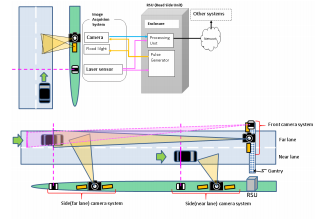 RSU (Road Side Unit)
Other systems
Image
Acquisition
System
Enclosure
Camera
Processing
Unit
Network
Flood light
Pulse
Generator
Laser sensor
Front camera system
Far lane
Near lane
Gantry
RSU
Side(far lane) camera system
Side(near lane) camera system